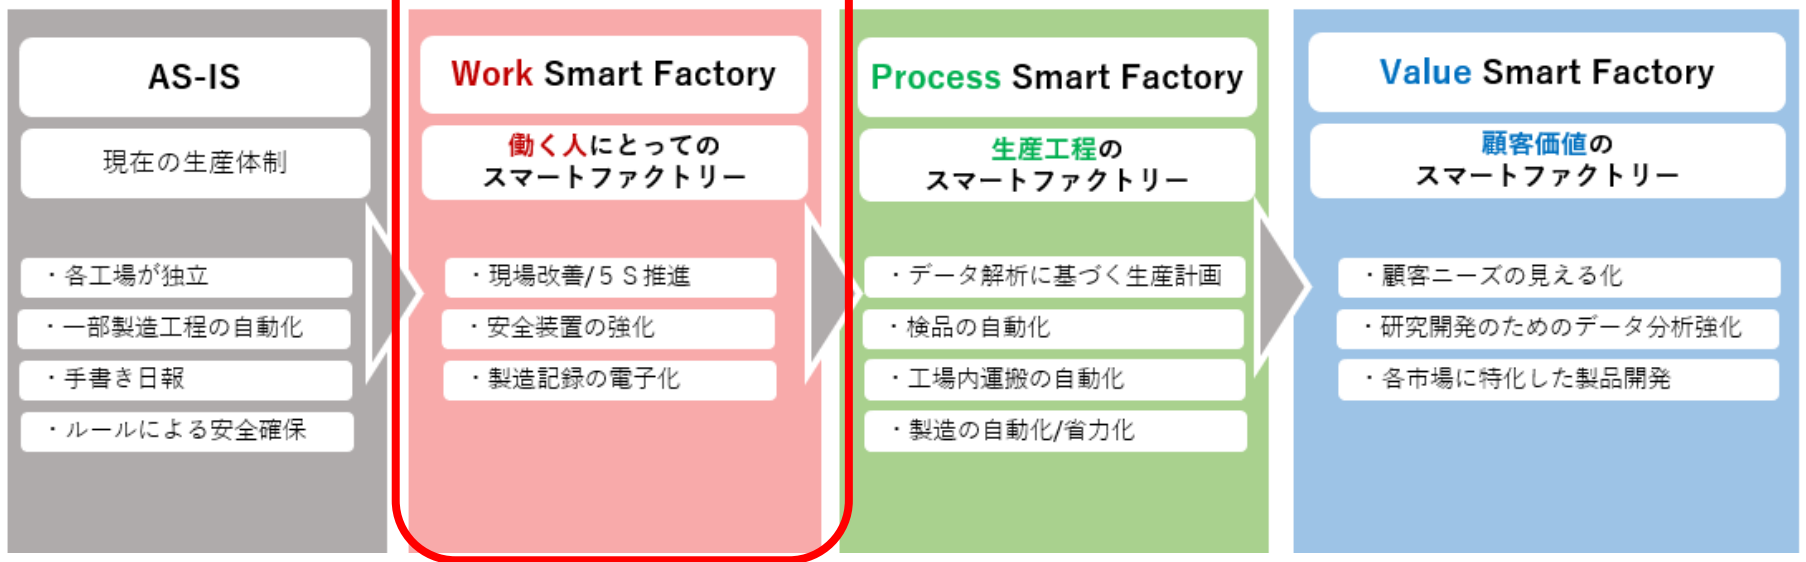 AS-IS
現在の生産体制
・各工場が独立
・一部製造工程の自動化
・手書き日報
・ルールによる安全確保
Work Smart Factory
働く人にとっての
スマートファクトリー
・現場改善/５Ｓ推進
・安全装置の強化
・製造記録の電子化
Process Smart Factory
生産工程の
スマートファクトリー
・データ解析に基づく生産計画
・検品の自動化
・工場内運搬の自動化
・製造の自動化/省力化
Value Smart Factory
顧客価値の
スマートファクトリー
・顧客ニーズの見える化
・研究開発のためのデータ分析強化
・各市場に特化した製品開発